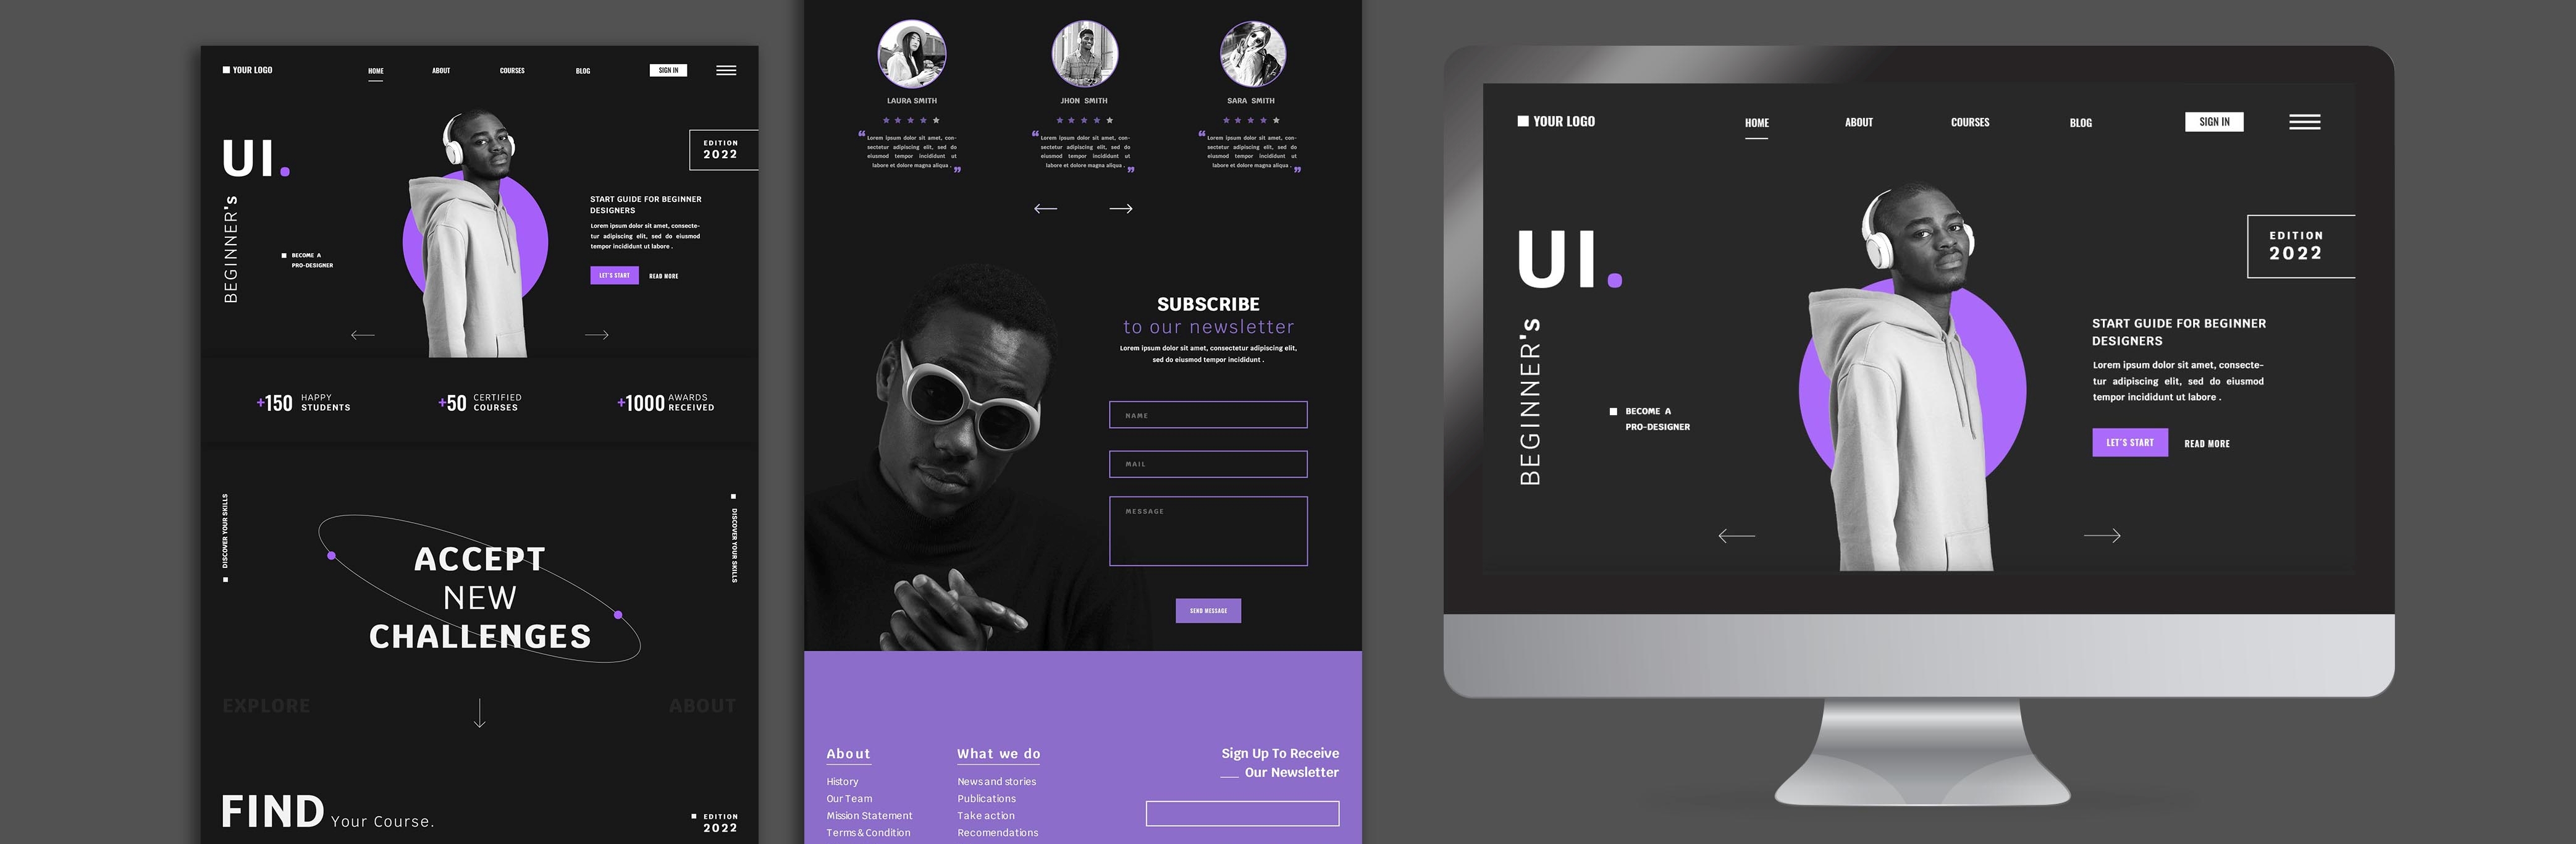 YOUR LOGO
HOME
ABOUT
COURSES
BLOG
SIGN IN
UI.
BEGINNER's
BECOME A
PRO-DESIGNER
EDITION
2022
START GUIDE FOR BEGINNER
DESIGNERS
Lorem ipsum dolor sit amet, consecte-
tur adipiscing elit, sed do eiusmod
tempor incididunt ut labore .
LET'S START
READ MORE
+150 HAPPY
STUDENTS
+50 CERTIFIED
COURSES
+1000 AWARDS
RECEIVED
DISCOVER YOUR SKILLS
DISCOVER YOUR SKILLS
ACCEPT
NEW
CHALLENGES
EXPLORE
ABOUT
FIND Your Course.
EDITION
2022
LAURA SMITH
“ Lorem ipsum dolor sit amet, con-
sectetur adipiscing elit, sed do
eiusmod tempor incididunt ut
labore et dolore magna aliqua . ”
JHON SMITH
“ Lorem ipsum dolor sit amet, con-
sectetur adipiscing elit, sed do
eiusmod tempor incididunt ut
labore et dolore magna aliqua . ”
SARA SMITH
“ Lorem ipsum dolor sit amet, con-
sectetur adipiscing elit, sed do
eiusmod tempor incididunt ut
labore et dolore magna aliqua . ”
SUBSCRIBE
to our newsletter
Lorem ipsum dolor sit amet, consectetur adipiscing elit,
sed do eiusmod tempor incididunt .
NAME
MAIL
MESSAGE
SEND MESSAGE
About
History
Our Team
Mission Statement
Terms & Condition
What we do
News and stories
Publications
Take action
Recomendations
Sign Up To Receive
Our Newsletter
YOUR LOGO
HOME
ABOUT
COURSES
BLOG
SIGN IN
UI.
BEGINNER's
BECOME A
PRO-DESIGNER
EDITION
2022
START GUIDE FOR BEGINNER
DESIGNERS
Lorem ipsum dolor sit amet, consecte-
tur adipiscing elit, sed do eiusmod
tempor incididunt ut labore .
LET'S START
READ MORE